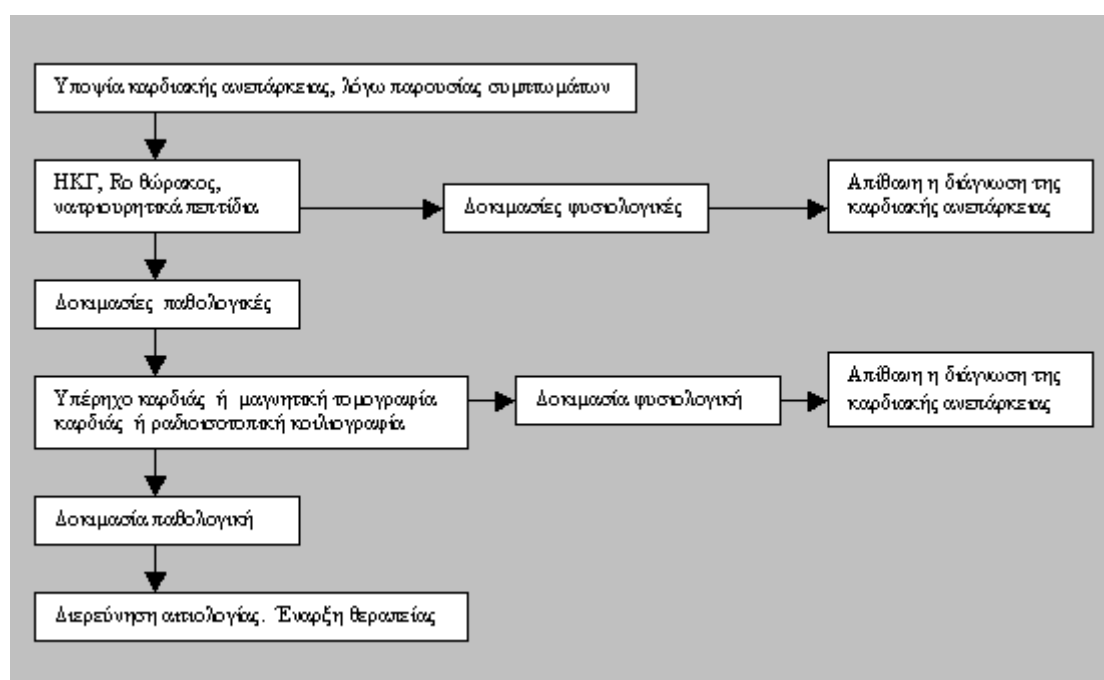 Υποψία καρδιακής ανεπάρκειας, λόγω παρουσίας συμπτωμάτων
ΗΚΓ, Ro θώρακος,
νατριουρητικά πεπτίδια
Δοκιμασίες φυσιολογικές
Απίθανη η διάγνωση της
καρδιακής ανεπάρκειας
Δοκιμασίες παθολογικές
Υπέρηχο καρδιάς ή μαγνητική τομογραφία
καρδιάς ή ραδιοισοτοπική κοιλιογραφία
Δοκιμασία φυσιολογική
Απίθανη η διάγνωση της
καρδιακής ανεπάρκειας
Δοκιμασία παθολογική
Διερεύνηση αιτιολογίας. Έναρξη θεραπείας